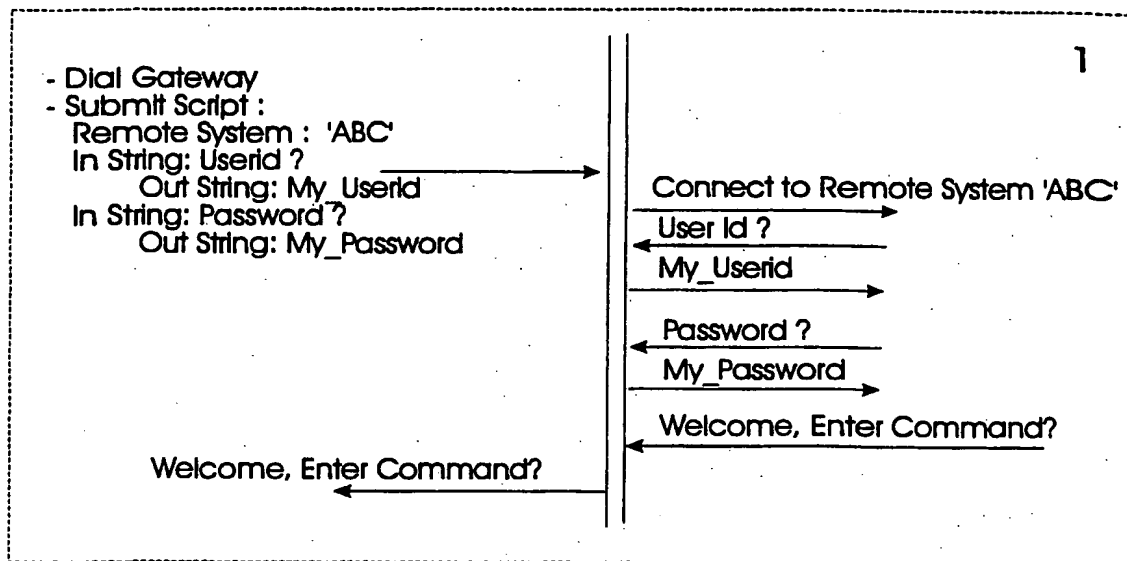 1
- Dial Gateway
- Submit Script :
Remote System : 'ABC'
In String: Userid ?
Out String: My_Userid
In String: Password ?
Out String: My_Password
Connect to Remote System 'ABC'
User Id ?
My_Userid
Password ?
My_Password
Welcome, Enter Command?
Welcome, Enter Command?